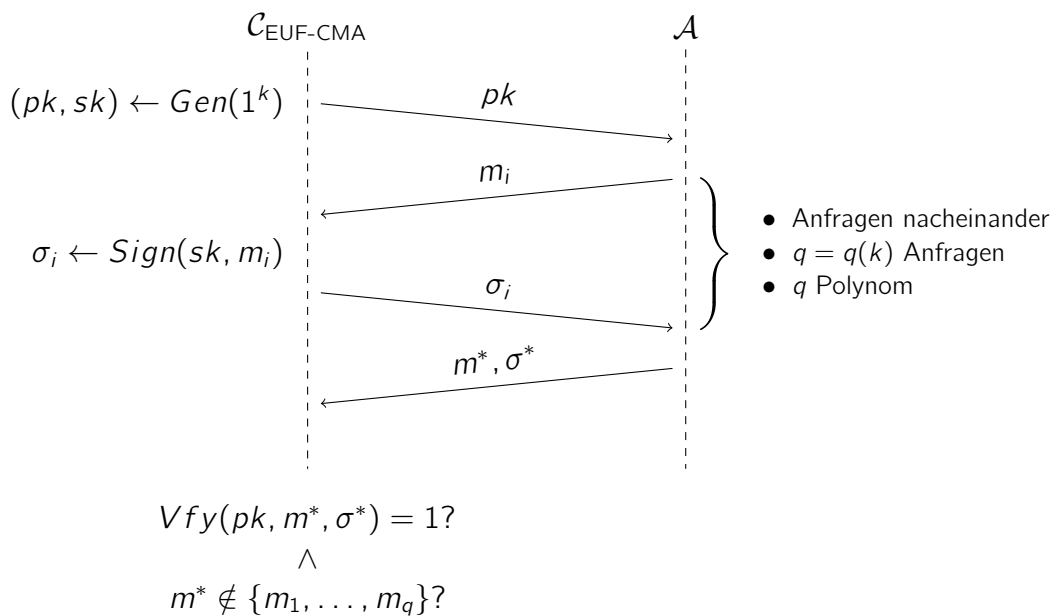 𝒞_EUF-CMA 𝒜
(pk, sk) ← Gen(1^k)
pk
m_i
σ_i ← Sign(sk, m_i)
σ_i
• Anfragen nacheinander
• q = q(k) Anfragen
• q Polynom
m*, σ*
Vfy(pk, m*, σ*) = 1?
∧
m* ∉ {m_1, . . . , m_q}?